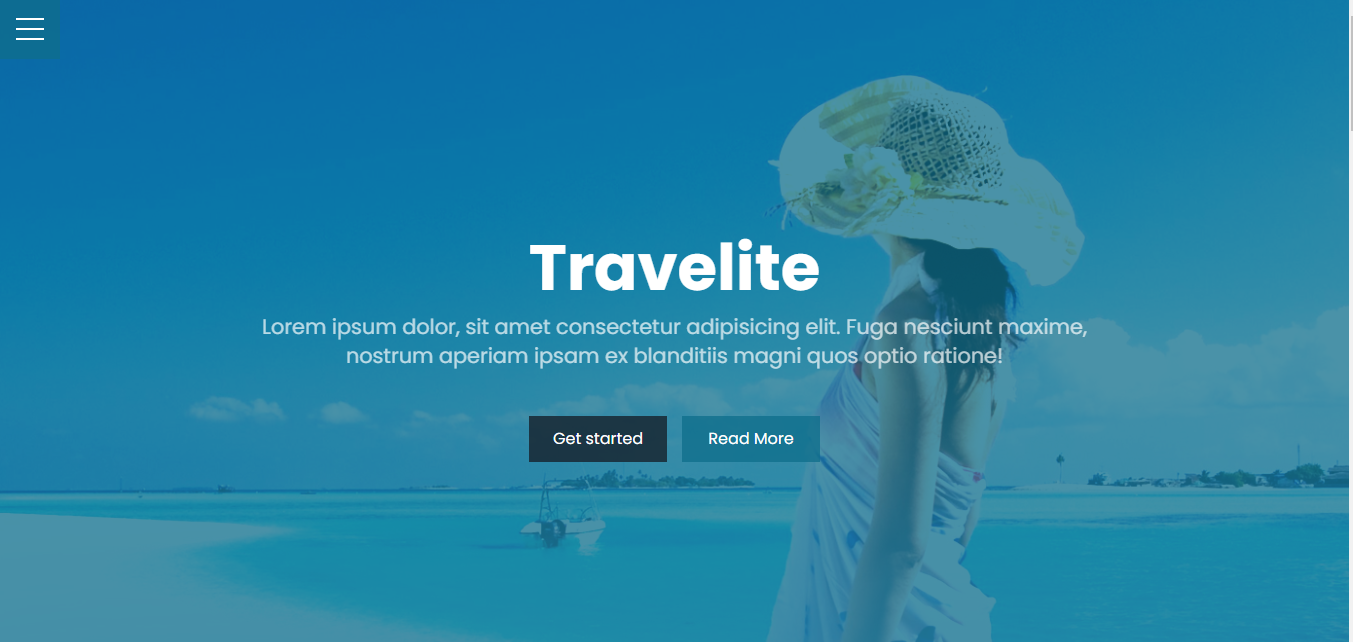 Travelite
Lorem ipsum dolor, sit amet consectetur adipisicing elit. Fuga nesciunt maxime,
nostrum aperiam ipsam ex blanditiis magni quos optio ratione!
Get started
Read More